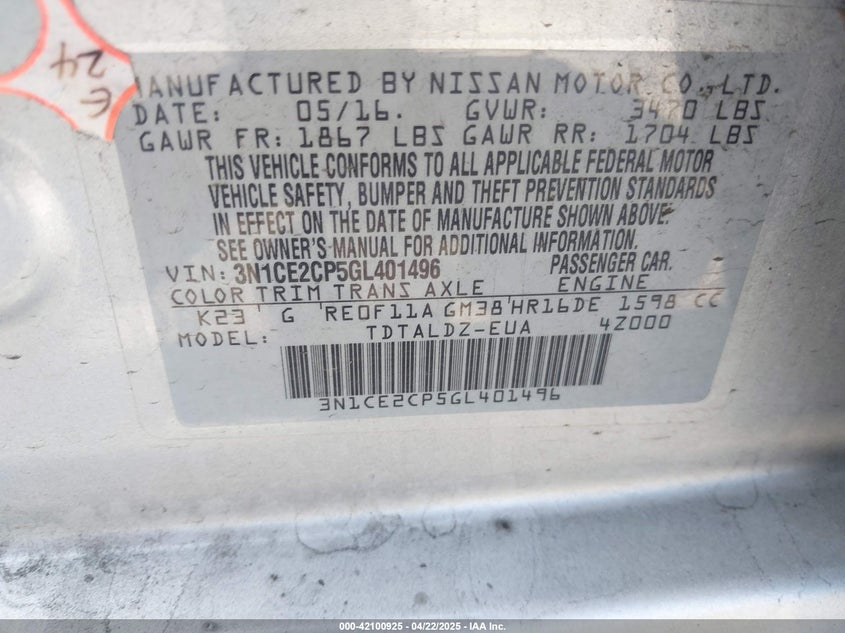 E 24
MANUFACTURED BY NISSAN MOTOR CO., LTD.
DATE: 05/16. GVWR: 3470 LBS
GAWR FR: 1867 LBS GAWR RR: 1704 LBS
THIS VEHICLE CONFORMS TO ALL APPLICABLE FEDERAL MOTOR
VEHICLE SAFETY, BUMPER AND THEFT PREVENTION STANDARDS
IN EFFECT ON THE DATE OF MANUFACTURE SHOWN ABOVE.
SEE OWNER'S MANUAL FOR ADDITIONAL INFORMATION.
VIN: 3N1CE2CP5GL401496 PASSENGER CAR.
COLOR TRIM TRANS AXLE ENGINE
K23 G RE0F11A GM38 HR16DE 1598 CC
MODEL: TDTALDZ-EUA 4Z000
3N1CE2CP5GL401496
000-42100925 | 04/22/2025 | IAA Inc.